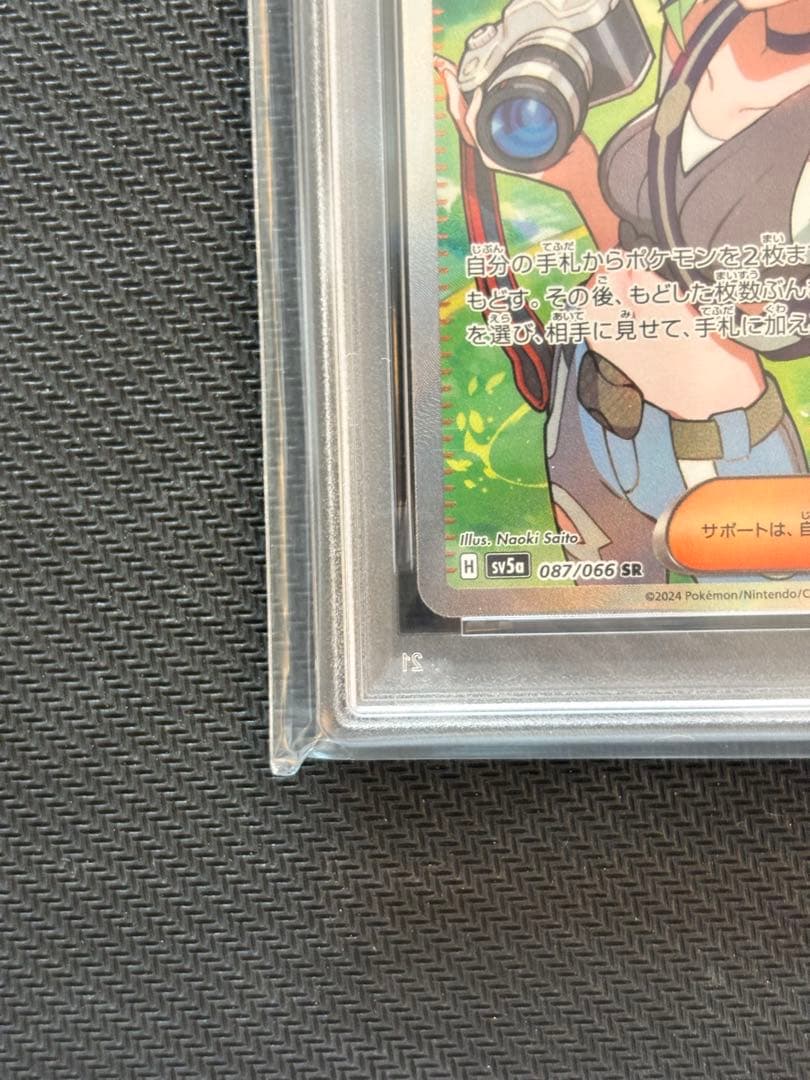 自分の手札からポケモンを2枚ま
もどす。その後、もどした枚数ぶん
を選び、相手に見せて、手札に加え
サポートは、自
Illus. Naoki Saito
H sv5a 087/066 SR
©2024 Pokémon/Nintendo/C
21